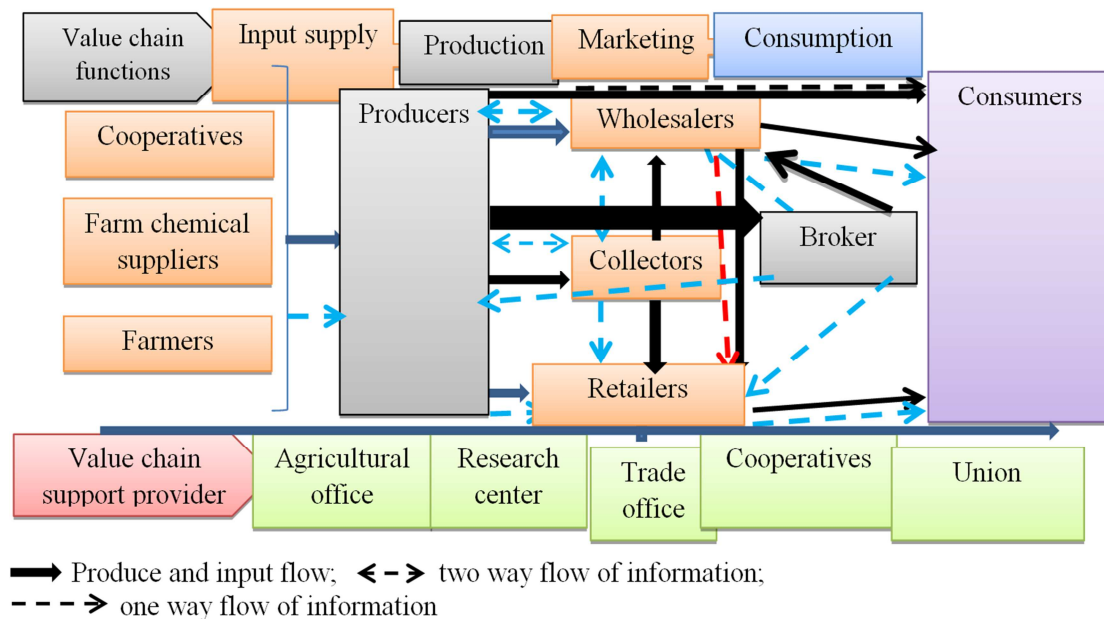 Value chain
functions
Input supply
Production
Marketing
Consumption
Cooperatives
Farm chemical
suppliers
Farmers
Producers
Wholesalers
Collectors
Broker
Retailers
Consumers
Value chain
support provider
Agricultural
office
Research
center
Trade
office
Cooperatives
Union
Produce and input flow; two way flow of information;
one way flow of information